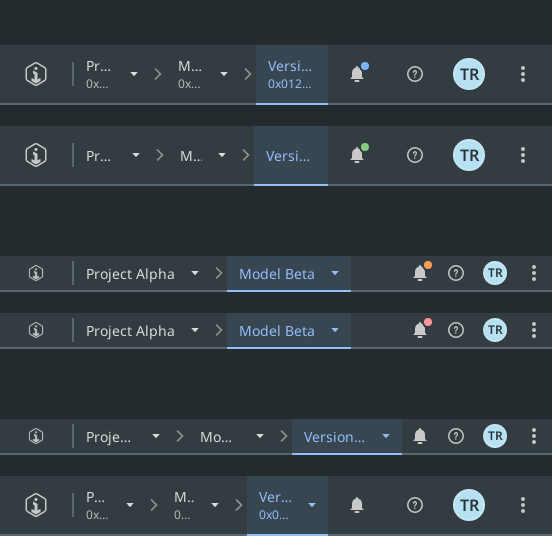 Pr... M... Versi...
0x... 0x... 0x012...
TR
Pr... M... Versi...
TR
Project Alpha Model Beta
TR
Project Alpha Model Beta
TR
Proje... Mo... Version...
TR
P... M... Ver...
0x... 0... 0x0...
TR